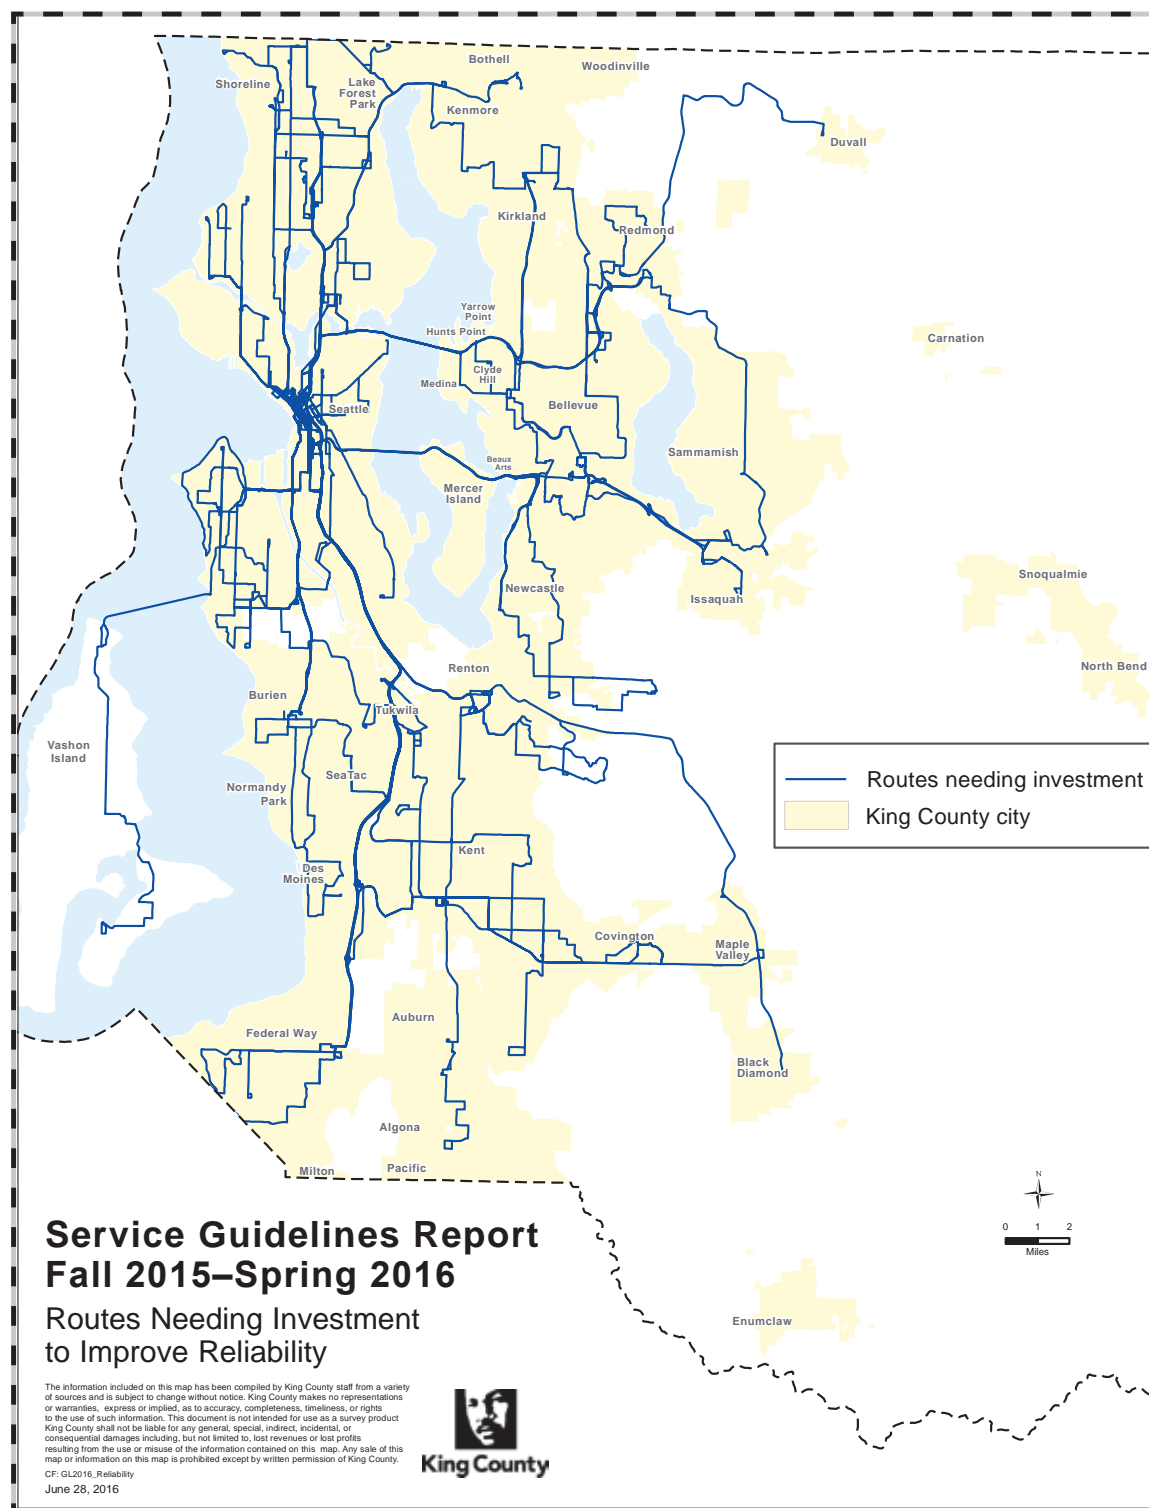 Bothell
Woodinville
Shoreline
Lake
Forest
Park
Kenmore
Duvall
Kirkland
Redmond
Yarrow
Point
Hunts Point
Carnation
Clyde
Hill
Medina
Seattle
Bellevue
Sammamish
Beaux
Arts
Mercer
Island
Snoqualmie
Newcastle
Issaquah
North Bend
Renton
Burien
Tukwila
Vashon
Island
SeaTac
Normandy
Park
Routes needing investment
King County city
Kent
Des
Moines
Covington
Maple
Valley
Auburn
Federal Way
Black
Diamond
Algona
Pacific
Milton
N
0 1 2
Miles
Enumclaw
Service Guidelines Report
Fall 2015–Spring 2016
Routes Needing Investment
to Improve Reliability
The information included on this map has been compiled by King County staff from a variety
of sources and is subject to change without notice. King County makes no representations
or warranties, express or implied, as to accuracy, completeness, timeliness, or rights
to the use of such information. This document is not intended for use as a survey product
King County shall not be liable for any general, special, indirect, incidental, or
consequential damages including, but not limited to, lost revenues or lost profits
resulting from the use or misuse of the information contained on this map. Any sale of this
map or information on this map is prohibited except by written permission of King County.
CF: GL2016_Reliability
June 28, 2016
King County